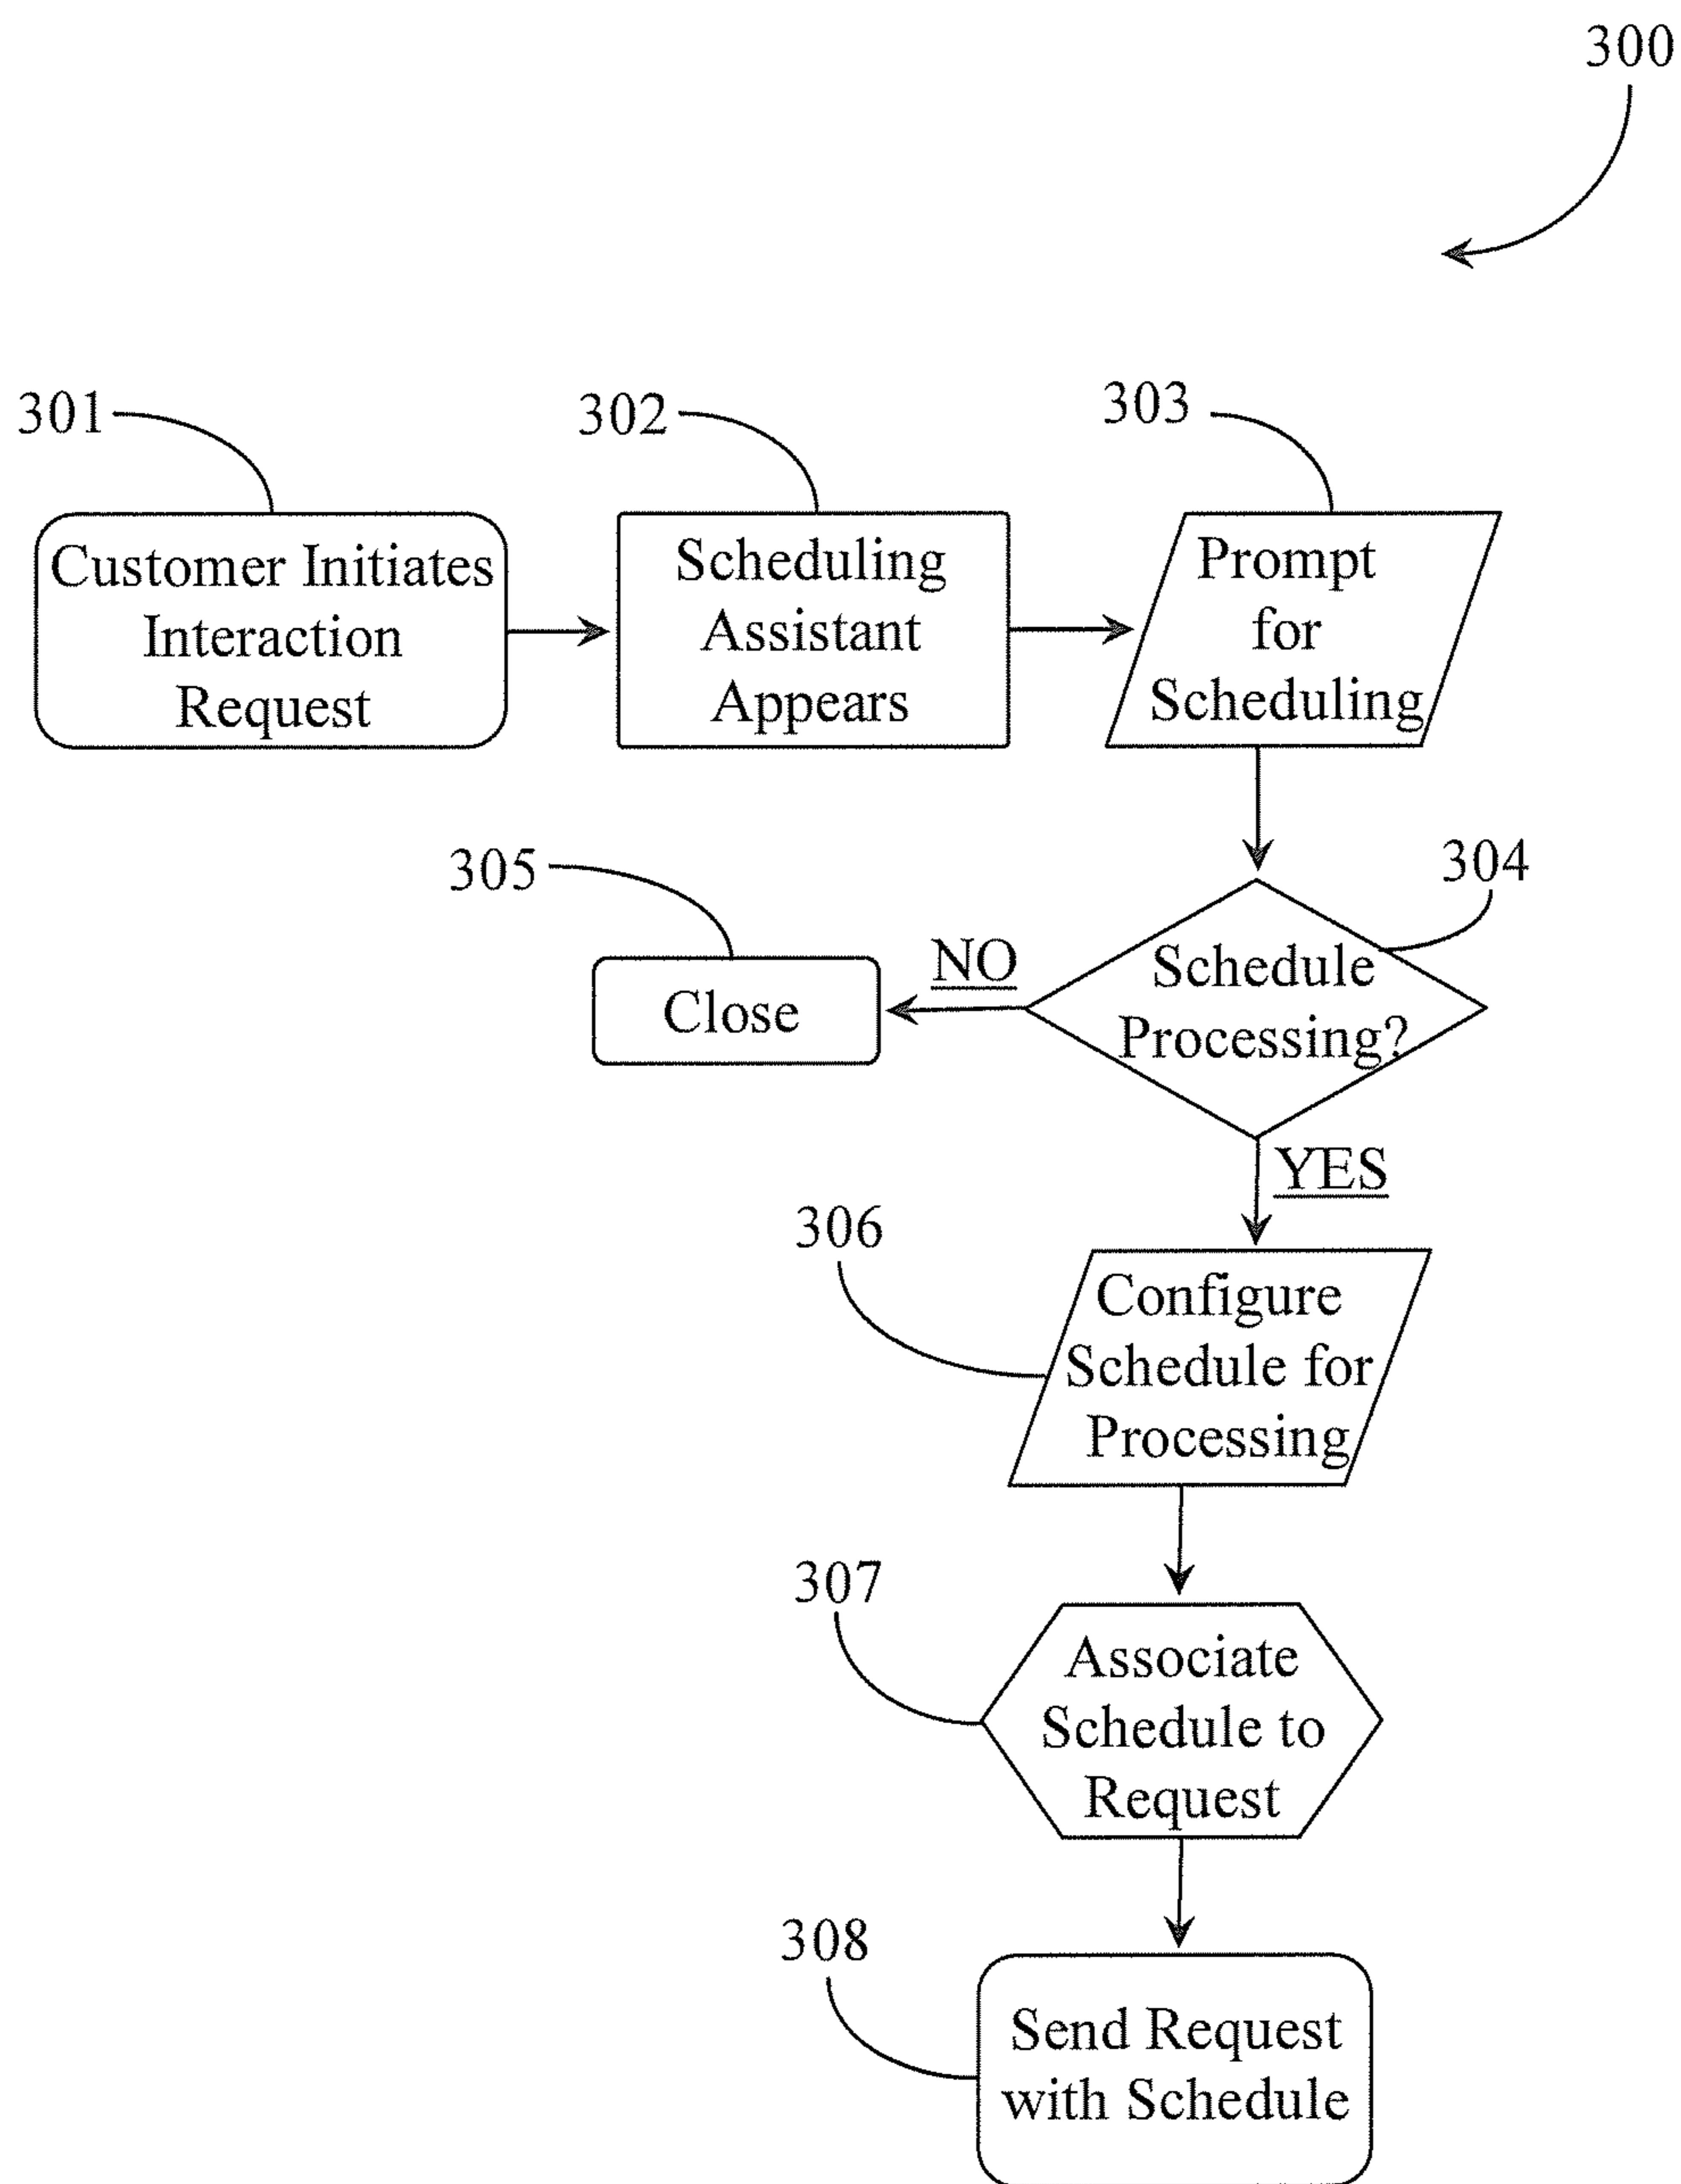 300
301
302
303
Customer Initiates
Interaction
Request
Scheduling
Assistant
Appears
Prompt
for
Scheduling
304
305
NO
Close
Schedule
Processing?
YES
306
Configure
Schedule for
Processing
307
Associate
Schedule to
Request
308
Send Request
with Schedule